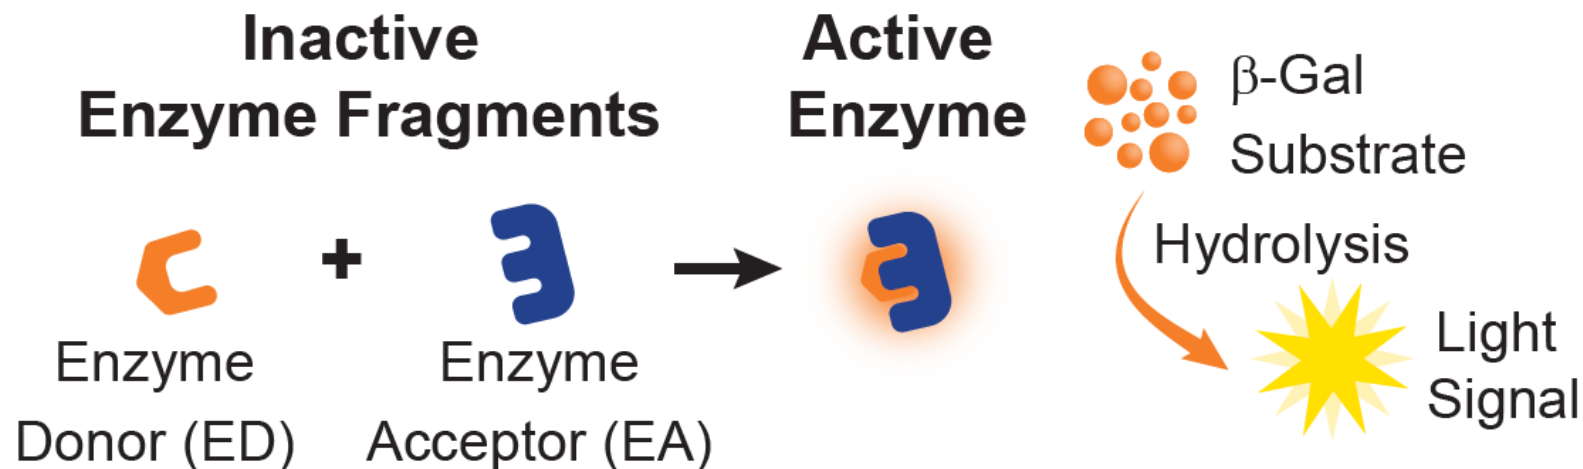 Inactive
Enzyme Fragments
+
Enzyme
Donor (ED)
Enzyme
Acceptor (EA)
Active
Enzyme
β-Gal
Substrate
Hydrolysis
Light
Signal